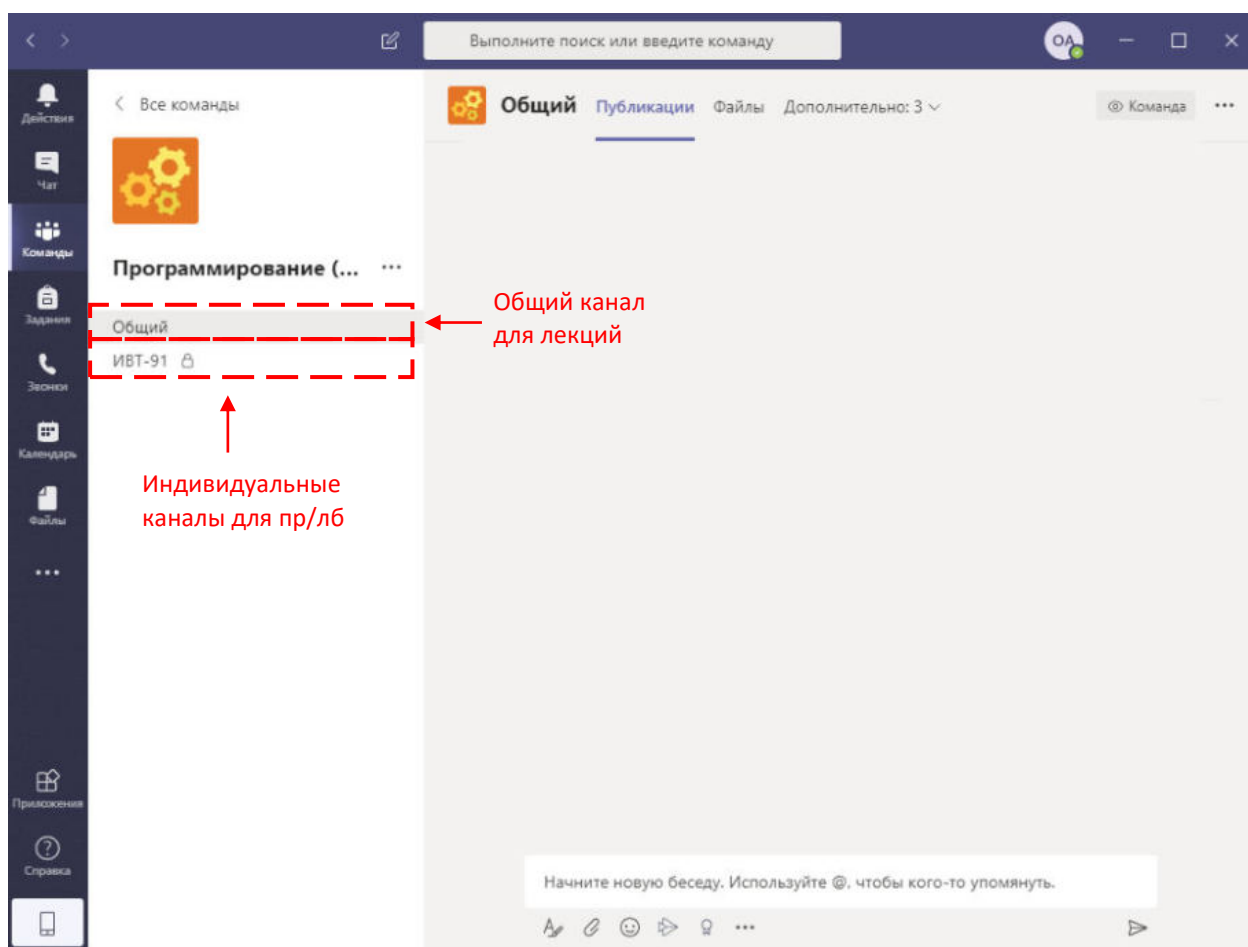 Выполните поиск или введите команду
OA
Действия
Чат
Команды
Задания
Звонки
Календарь
Файлы
Приложения
Справка
Все команды
Программирование (...
Общий
ИВТ-91
Общий Публикации Файлы Дополнительно: 3
Команда
Общий канал
для лекций
Индивидуальные
каналы для пр/лб
Начните новую беседу. Используйте @, чтобы кого-то упомянуть.